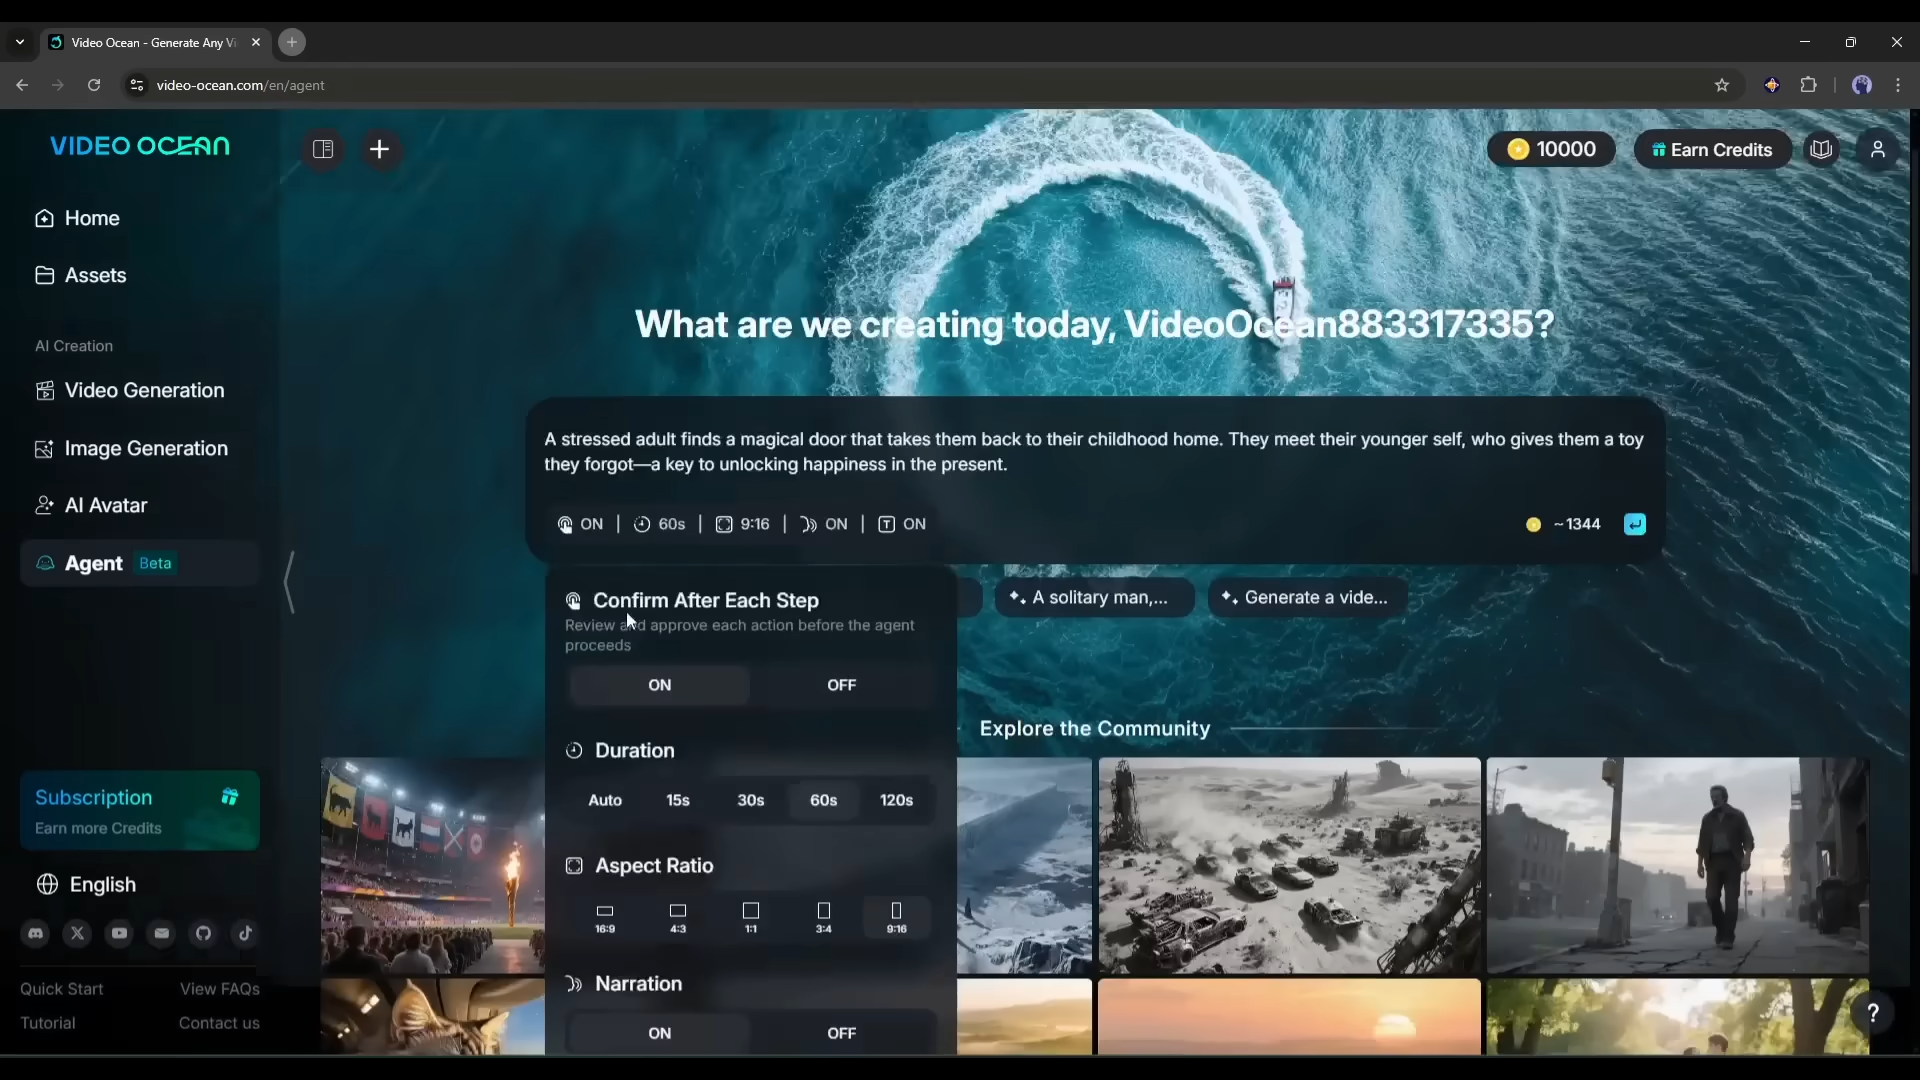 Video Ocean - Generate Any Vi
video-ocean.com/en/agent
VIDEO OCEAN
10000
Earn Credits
Home
Assets
AI Creation
Video Generation
Image Generation
AI Avatar
Agent Beta
What are we creating today, VideoOcean883317335?
A stressed adult finds a magical door that takes them back to their childhood home. They meet their younger self, who gives them a toy
they forgot—a key to unlocking happiness in the present.
ON | 60s | 9:16 | ON | T ON
~1344
Confirm After Each Step
Review and approve each action before the agent
proceeds
ON OFF
A solitary man,...
Generate a vide...
Duration
Auto 15s 30s 60s 120s
Aspect Ratio
16:9 4:3 1:1 3:4 9:16
Narration
ON OFF
Explore the Community
Subscription
Earn more Credits
English
Quick Start View FAQs
Tutorial Contact us
?